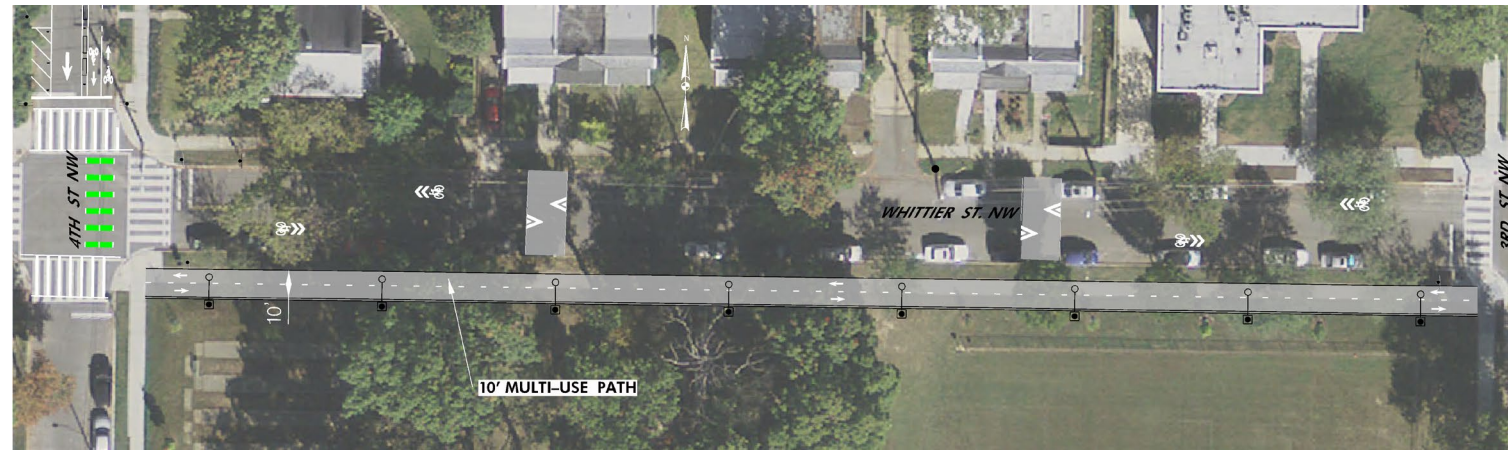 N
4TH ST NW
WHITTIER ST. NW
3RD ST. NW
10'
10' MULTI-USE PATH